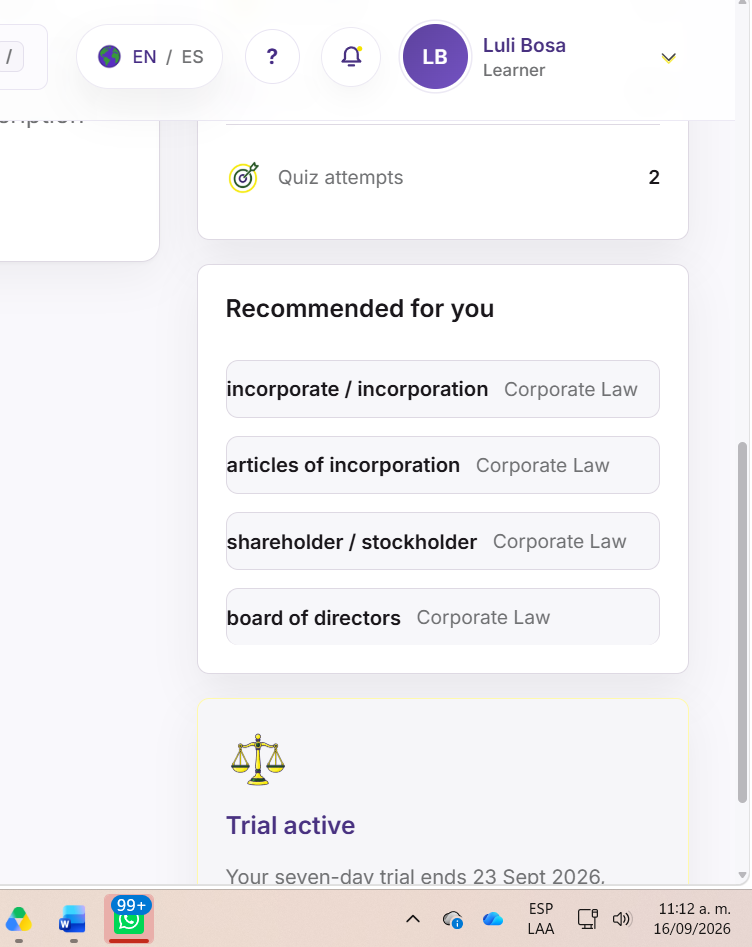 /
EN / ES
?
LB
Luli Bosa
Learner
Quiz attempts 2
Recommended for you
incorporate / incorporation Corporate Law
articles of incorporation Corporate Law
shareholder / stockholder Corporate Law
board of directors Corporate Law
Trial active
Your seven-day trial ends 23 Sept 2026.
99+
W
ESP
LAA
11:12 a. m.
16/09/2026